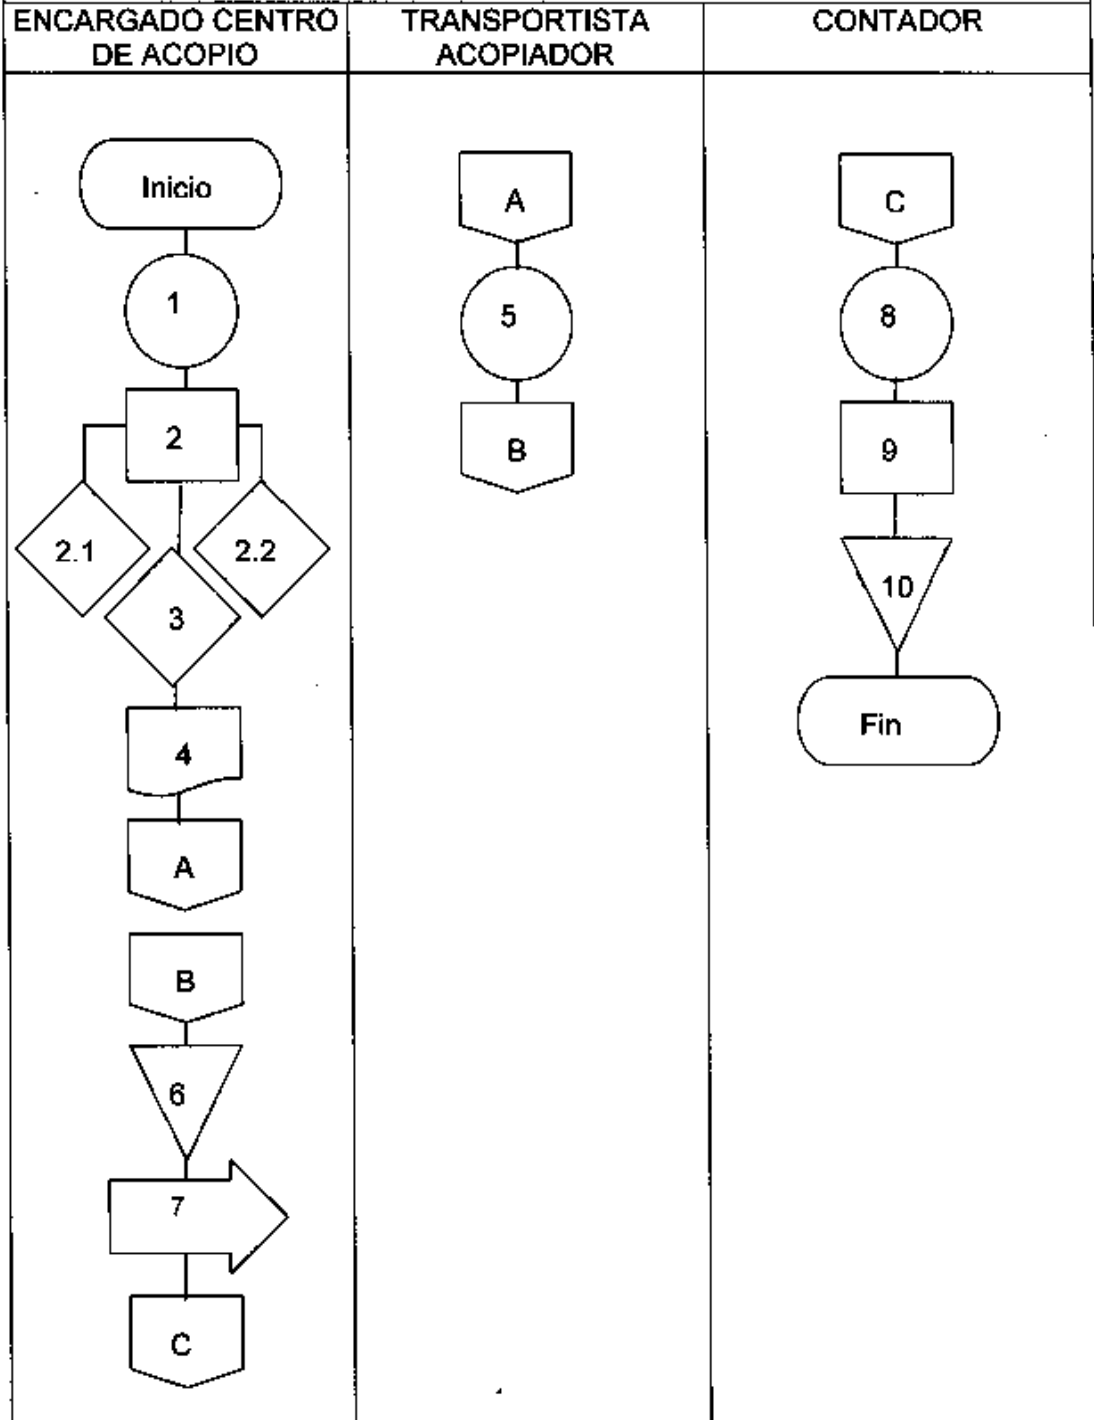 ENCARGADO CENTRO
DE ACOPIO
TRANSPORTISTA
ACOPIADOR
CONTADOR
Inicio
1
2
2.1
2.2
3
4
A
B
6
7
C
A
5
B
C
8
9
10
Fin